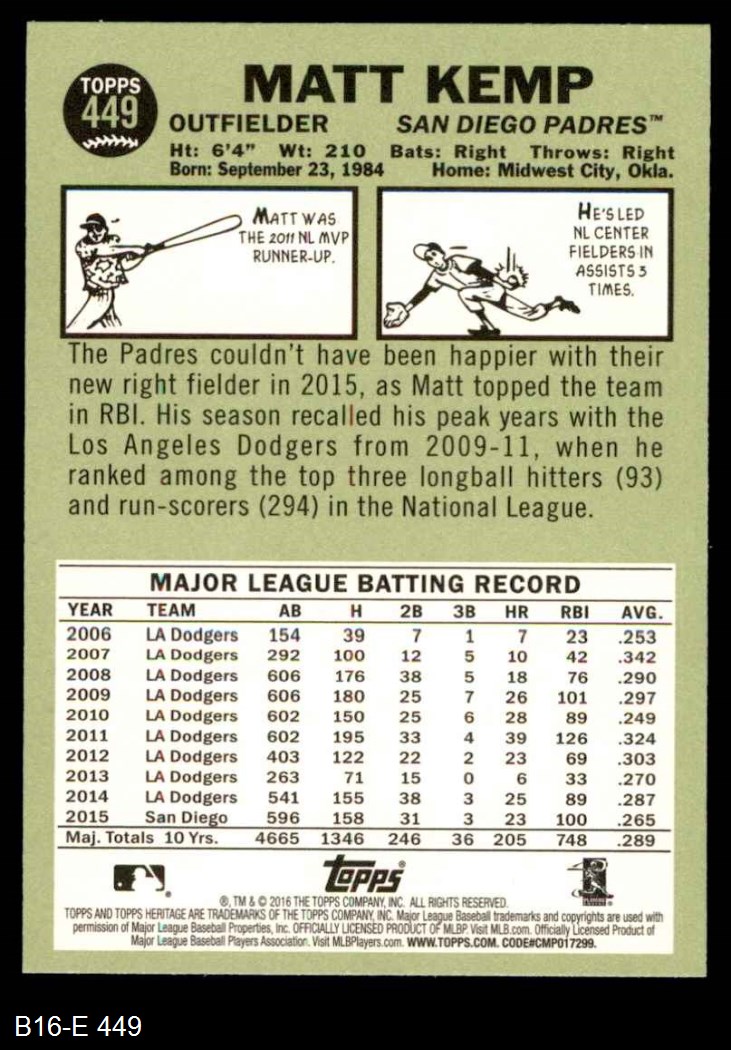 TOPPS
449
MATT KEMP
OUTFIELDER SAN DIEGO PADRES™
Ht: 6'4" Wt: 210 Bats: Right Throws: Right
Born: September 23, 1984 Home: Midwest City, Okla.
MATT WAS
THE 2011 NL MVP
RUNNER-UP.
HE'S LED
NL CENTER
FIELDERS IN
ASSISTS 3
TIMES.
The Padres couldn't have been happier with their
new right fielder in 2015, as Matt topped the team
in RBI. His season recalled his peak years with the
Los Angeles Dodgers from 2009-11, when he
ranked among the top three longball hitters (93)
and run-scorers (294) in the National League.
MAJOR LEAGUE BATTING RECORD
YEAR TEAM AB H 2B 3B HR RBI AVG.
2006 LA Dodgers 154 39 7 1 7 23 .253
2007 LA Dodgers 292 100 12 5 10 42 .342
2008 LA Dodgers 606 176 38 5 18 76 .290
2009 LA Dodgers 606 180 25 7 26 101 .297
2010 LA Dodgers 602 150 25 6 28 89 .249
2011 LA Dodgers 602 195 33 4 39 126 .324
2012 LA Dodgers 403 122 22 2 23 69 .303
2013 LA Dodgers 263 71 15 0 6 33 .270
2014 LA Dodgers 541 155 38 3 25 89 .287
2015 San Diego 596 158 31 3 23 100 .265
Maj. Totals 10 Yrs. 4665 1346 246 36 205 748 .289
Topps®
®, TM & © 2016 THE TOPPS COMPANY, INC. ALL RIGHTS RESERVED.
TOPPS AND TOPPS HERITAGE ARE TRADEMARKS OF THE TOPPS COMPANY, INC. Major League Baseball trademarks and copyrights are used with
permission of Major League Baseball Properties, Inc. OFFICIALLY LICENSED PRODUCT OF MLBP. Visit MLB.com. Officially Licensed Product of
Major League Baseball Players Association. Visit MLBPlayers.com. WWW.TOPPS.COM. CODE#CMP017299.
B16-E 449